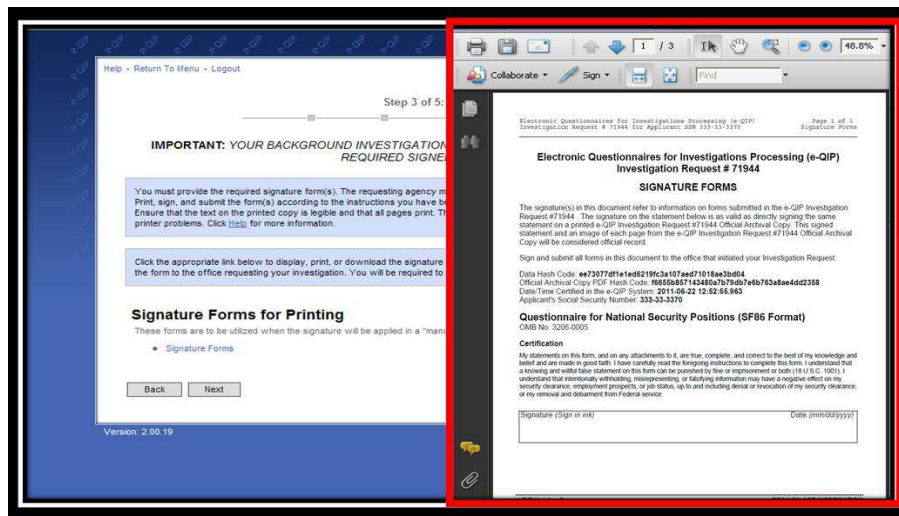 e-QIP e-QIP e-QIP e-QIP e-QIP e-QIP e-QIP e-QIP e-QIP
Help - Return To Menu - Logout
e-QIP
Step 3 of 5:
e-QIP
IMPORTANT: YOUR BACKGROUND INVESTIGATION
REQUIRED SIGNE
You must provide the required signature form(s). The requesting agency m
Print, sign, and submit the form(s) according to the instructions you have be
Ensure that the text on the printed copy is legible and that all pages print. Th
printer problems. Click Help for more information.
Click the appropriate link below to display, print, or download the signature
the form to the office requesting your investigation. You will be required to
Signature Forms for Printing
These forms are to be utilized when the signature will be applied in a "manu
Signature Forms
Back Next
Version: 2.00.19
1 / 3 48.8%
Collaborate Sign Find
Electronic Questionnaires for Investigations Processing (e-QIP) Page 1 of 1
Investigation Request # 71944 for Applicant SSN 333-33-3370 Signature Forms
Electronic Questionnaires for Investigations Processing (e-QIP)
Investigation Request # 71944
SIGNATURE FORMS
The signature(s) in this document refer to information on forms submitted in the e-QIP Investigation
Request #71944 . The signature on the statement below is as valid as directly signing the same
statement on a printed e-QIP Investigation Request #71944 Official Archival Copy. This signed
statement and an image of each page from the e-QIP Investigation Request #71944 Official Archival
Copy will be considered official record.
Sign and submit all forms in this document to the office that initiated your Investigation Request.
Data Hash Code: ee73077df1e1ed6219fc3a107aed71018ae3bd04
Official Archival Copy PDF Hash Code: f6655b857143480a7b79db7e6b763a8ae4dd2358
Date/Time Certified in the e-QIP System: 2011-06-22 12:52:55.963
Applicant's Social Security Number: 333-33-3370
Questionnaire for National Security Positions (SF86 Format)
OMB No. 3206-0005
Certification
My statements on this form, and on any attachments to it, are true, complete, and correct to the best of my knowledge and
belief and are made in good faith. I have carefully read the foregoing instructions to complete this form. I understand that
a knowing and willful false statement on this form can be punished by fine or imprisonment or both (18 U.S.C. 1001). I
understand that intentionally withholding, misrepresenting, or falsifying information may have a negative effect on my
security clearance, employment prospects, or job status, up to and including denial or revocation of my security clearance,
or my removal and debarment from Federal service.
Signature (Sign in ink) Date (mm/dd/yyyy)